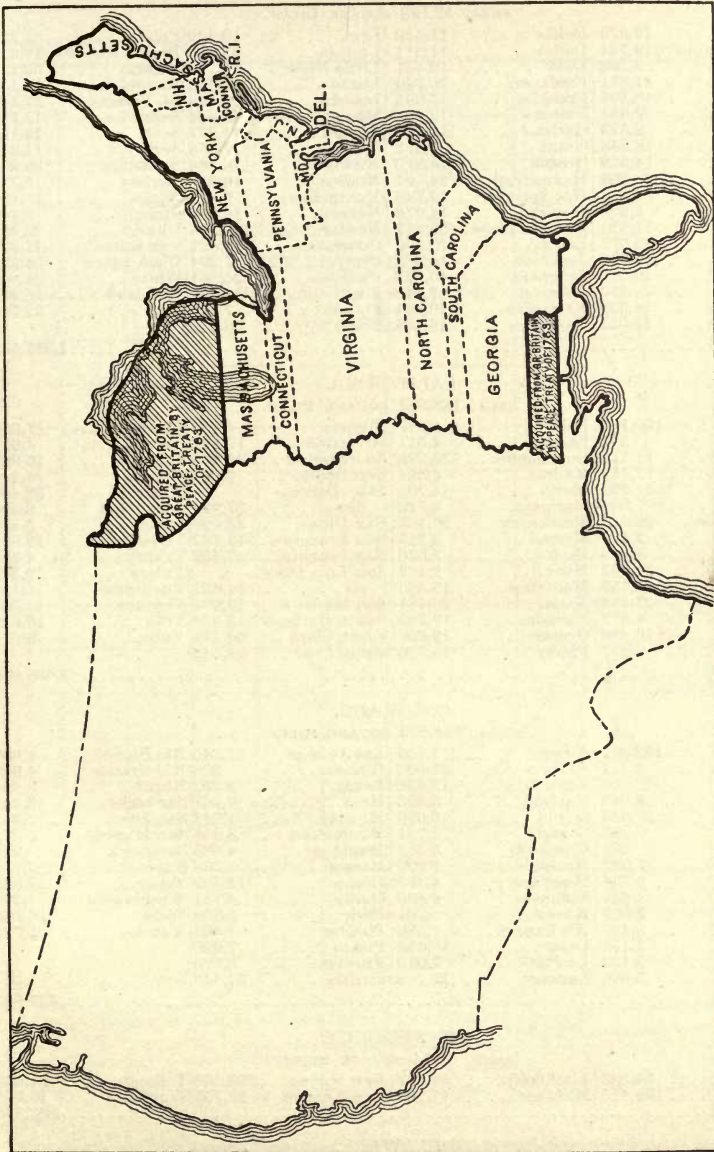 MASSACHUSETTS
NH
MASS
CONN.
R.I.
NEW YORK
PENNSYLVANIA
N.J.
DEL.
MD.
ACQUIRED FROM
GREAT BRITAIN BY
PEACE TREATY
OF 1783
MASSACHUSETTS
CONNECTICUT
VIRGINIA
NORTH CAROLINA
SOUTH CAROLINA
GEORGIA
ACQUIRED FROM GR. BRITAIN
BY PEACE TREATY OF 1783